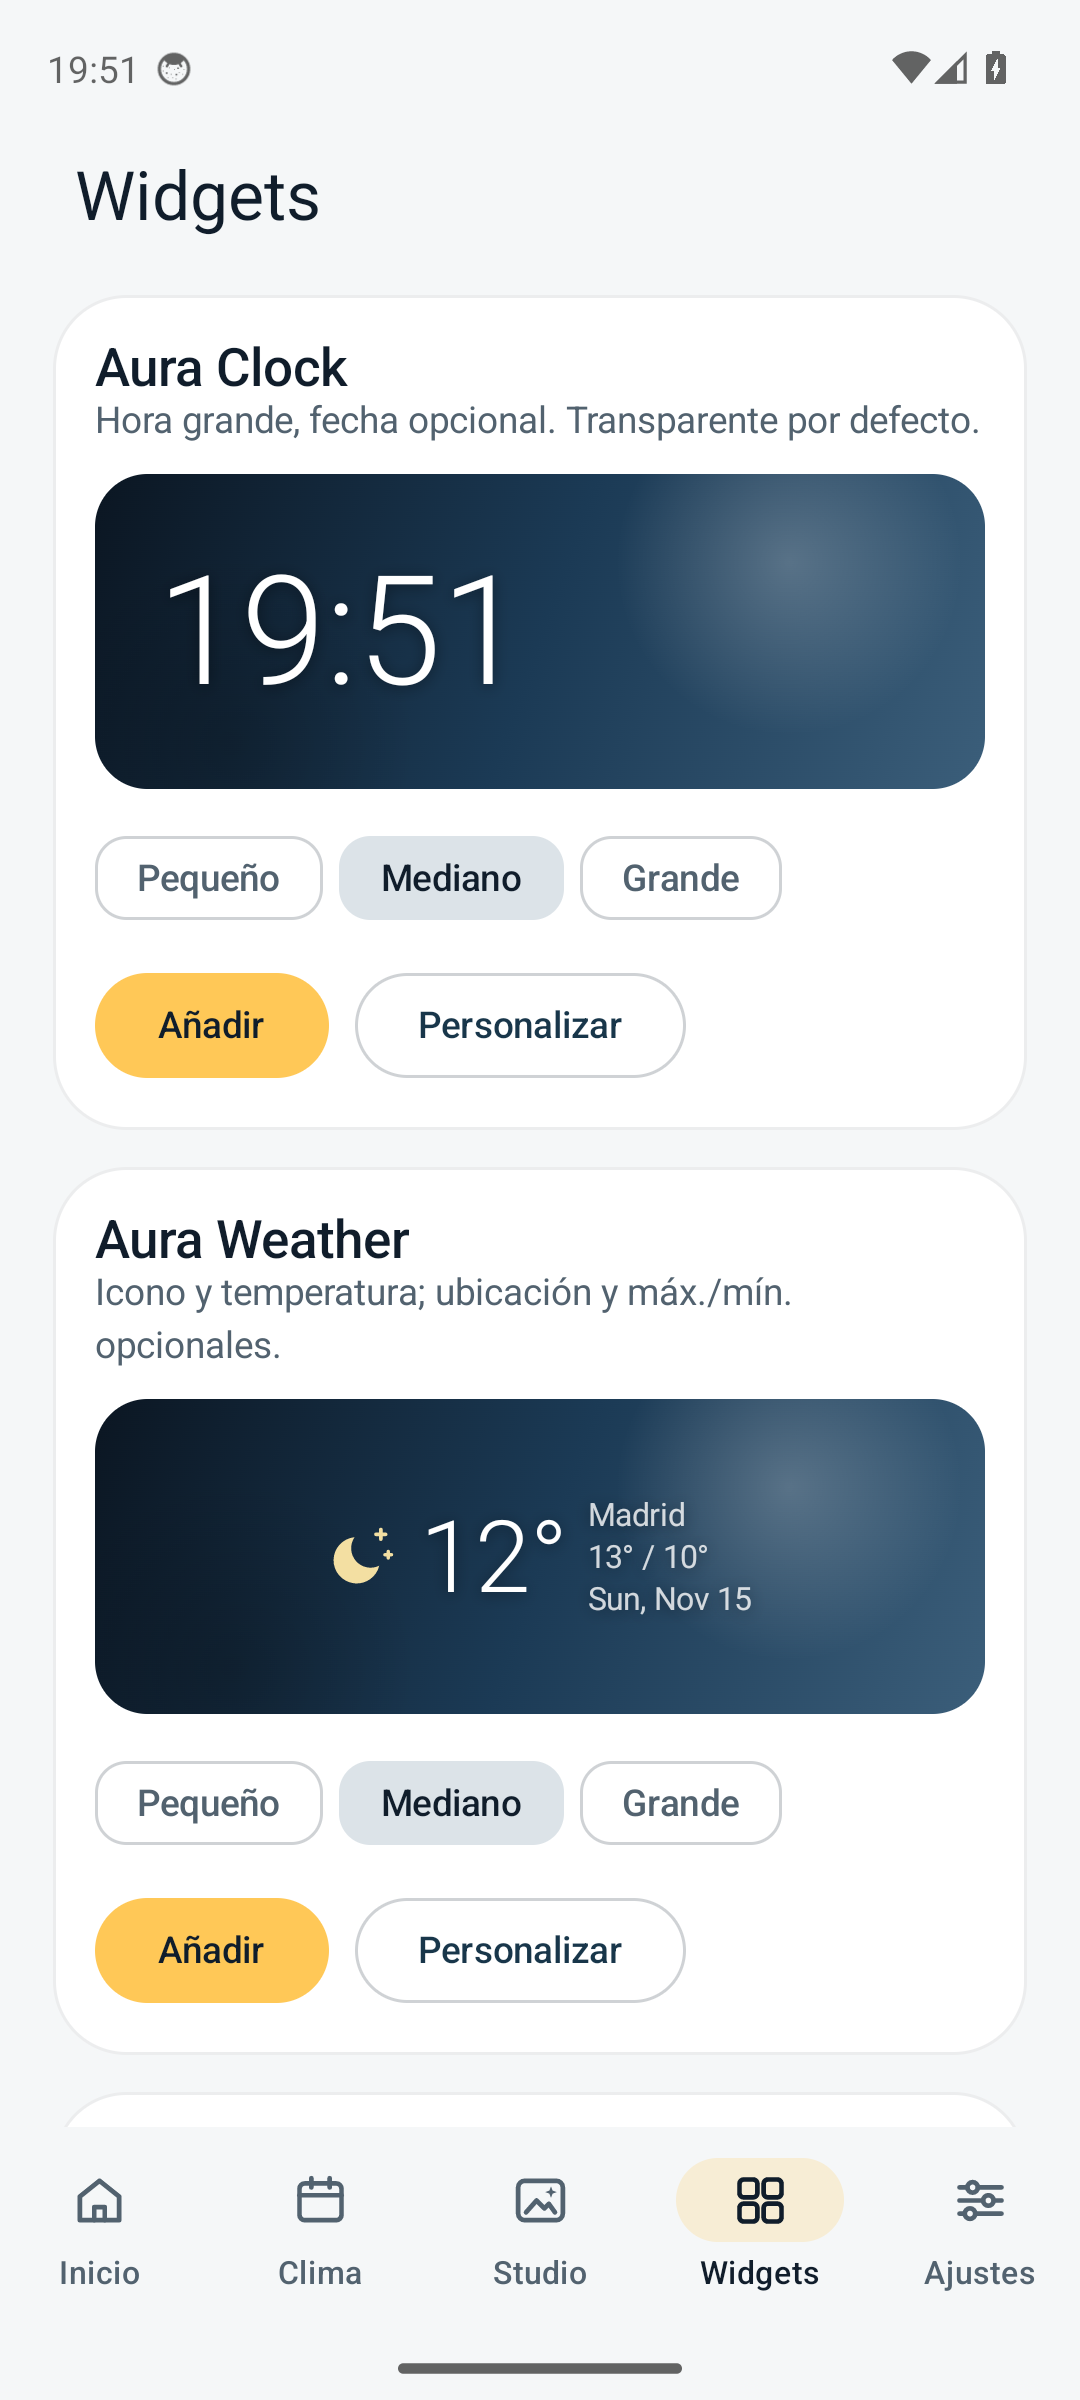 19:51
Widgets
Aura Clock
Hora grande, fecha opcional. Transparente por defecto.
19:51
Pequeño
Mediano
Grande
Añadir
Personalizar
Aura Weather
Icono y temperatura; ubicación y máx./mín.
opcionales.
12°
Madrid
13° / 10°
Sun, Nov 15
Pequeño
Mediano
Grande
Añadir
Personalizar
Inicio
Clima
Studio
Widgets
Ajustes